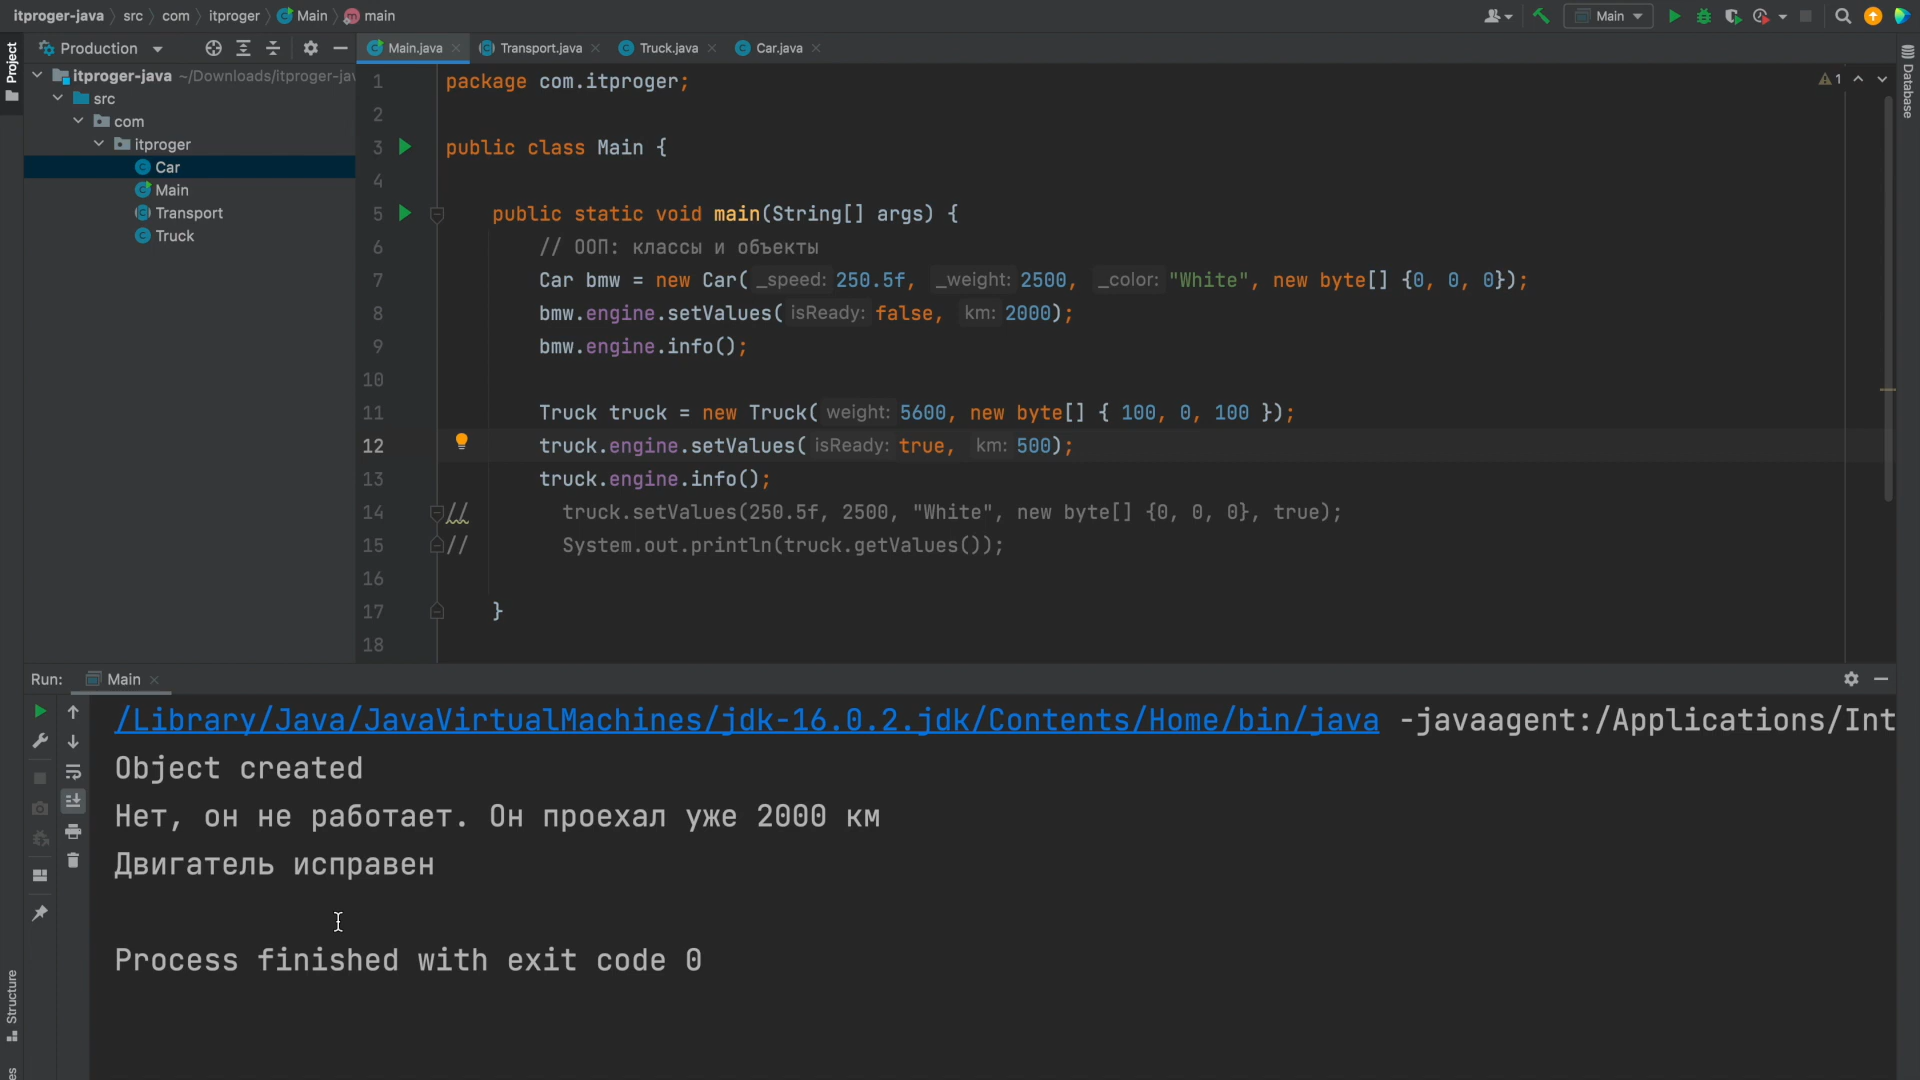 itproger-java src com itproger Main main
Main
Project
Production
Main.java Transport.java Truck.java Car.java
Database
itproger-java ~/Downloads/itproger-jav
src
com
itproger
Car
Main
Transport
Truck
1
1 package com.itproger;
2
3 public class Main {
4
5 public static void main(String[] args) {
6 // ООП: классы и объекты
7 Car bmw = new Car( _speed: 250.5f, _weight: 2500, _color: "White", new byte[] {0, 0, 0});
8 bmw.engine.setValues( isReady: false, km: 2000);
9 bmw.engine.info();
10
11 Truck truck = new Truck( weight: 5600, new byte[] { 100, 0, 100 });
12 truck.engine.setValues( isReady: true, km: 500);
13 truck.engine.info();
14 // truck.setValues(250.5f, 2500, "White", new byte[] {0, 0, 0}, true);
15 // System.out.println(truck.getValues());
16
17 }
18
Run: Main
/Library/Java/JavaVirtualMachines/jdk-16.0.2.jdk/Contents/Home/bin/java -javaagent:/Applications/Int
Object created
Нет, он не работает. Он проехал уже 2000 км
Двигатель исправен
Process finished with exit code 0
Structure
es